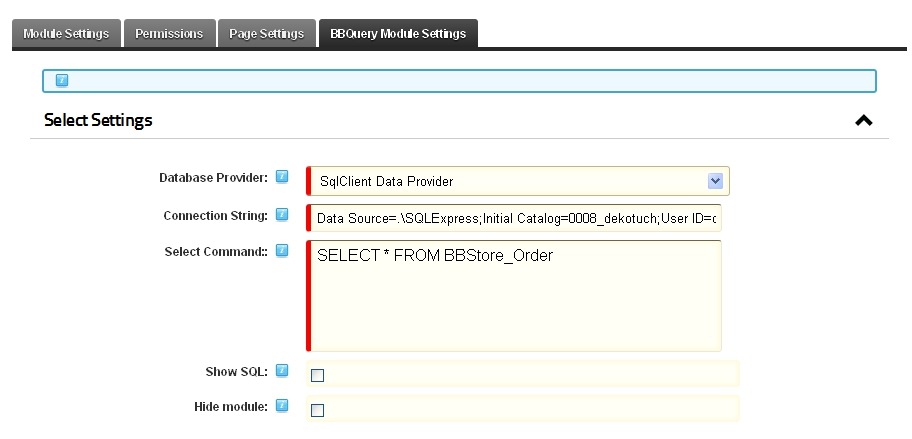 Module Settings Permissions Page Settings BBQuery Module Settings
Select Settings
Database Provider: SqlClient Data Provider
Connection String: Data Source=.\SQLExpress;Initial Catalog=0008_dekotuch;User ID=
Select Command:: SELECT * FROM BBStore_Order
Show SQL:
Hide module: